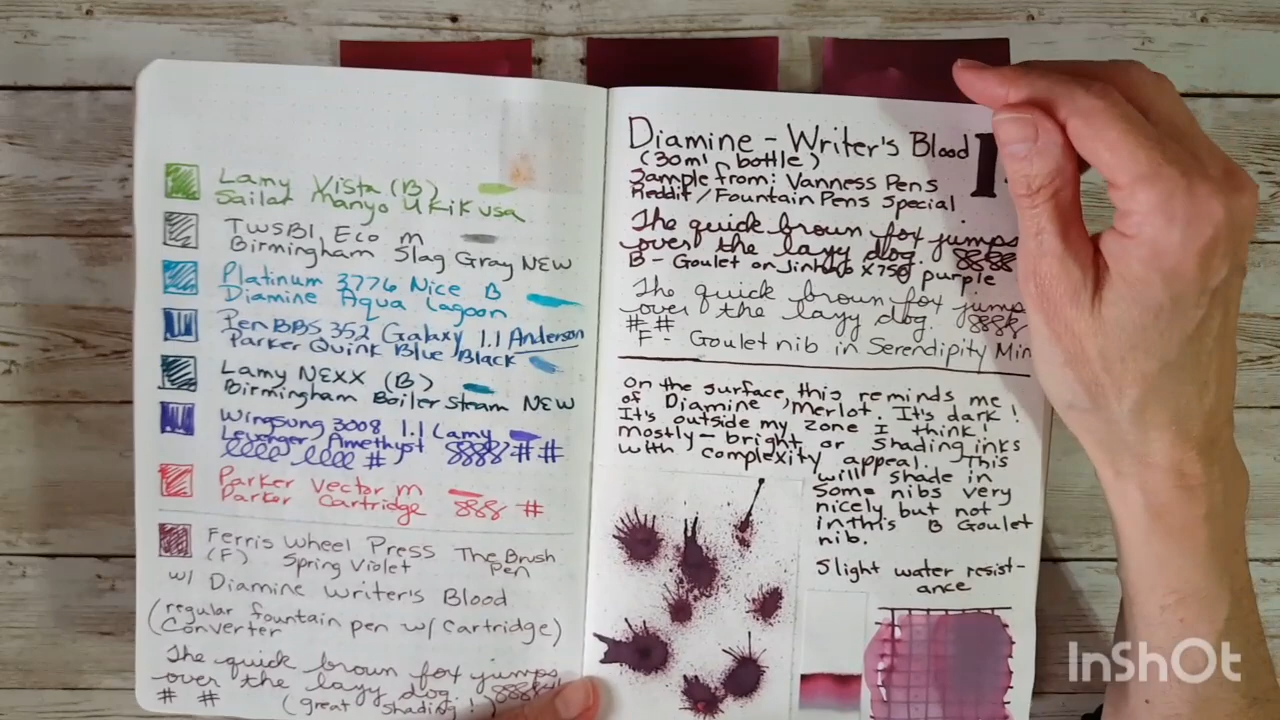 Lamy Vista (B)
Sailor Manyo Ukikusa
TWSBI Eco m
Birmingham Slag Gray NEW
Platinum 3776 Nice B
Diamine Aqua Lagoon
PenBBS 352 Galaxy 1.1 Anderson
Parker Quink Blue/Black
Lamy NEXX (B)
Birmingham Boiler Steam NEW
Wingsung 3008 1.1 Lamy
Levenger Amethyst 8888 # #
llll llll #
Parker Vector m
Parker Cartridge 888 #
Ferris Wheel Press The Brush
(F) Spring Violet Pen
w/ Diamine Writer's Blood
(regular fountain pen w/ Cartridge)
Converter
The quick brown fox jumps
over the lazy dog.
# # (great shading!)
Diamine - Writer's Blood
(30ml bottle)
Sample from: Vanness Pens
Reddit/Fountain Pens Special.
The quick brown fox jumps
over the lazy dog. 8888
B - Goulet on Jinhao X750 purple
The quick brown fox jumps
over the lazy dog. 888
# #
F - Goulet nib in Serendipity Min
On the surface, this reminds me
of Diamine Merlot. It's dark!
It's outside my zone I think!
Mostly - bright or shading inks
with complexity appeal. This
will shade in
some nibs very
nicely but not
in this B Goulet
nib.
Slight water resist-
ance
InShOt